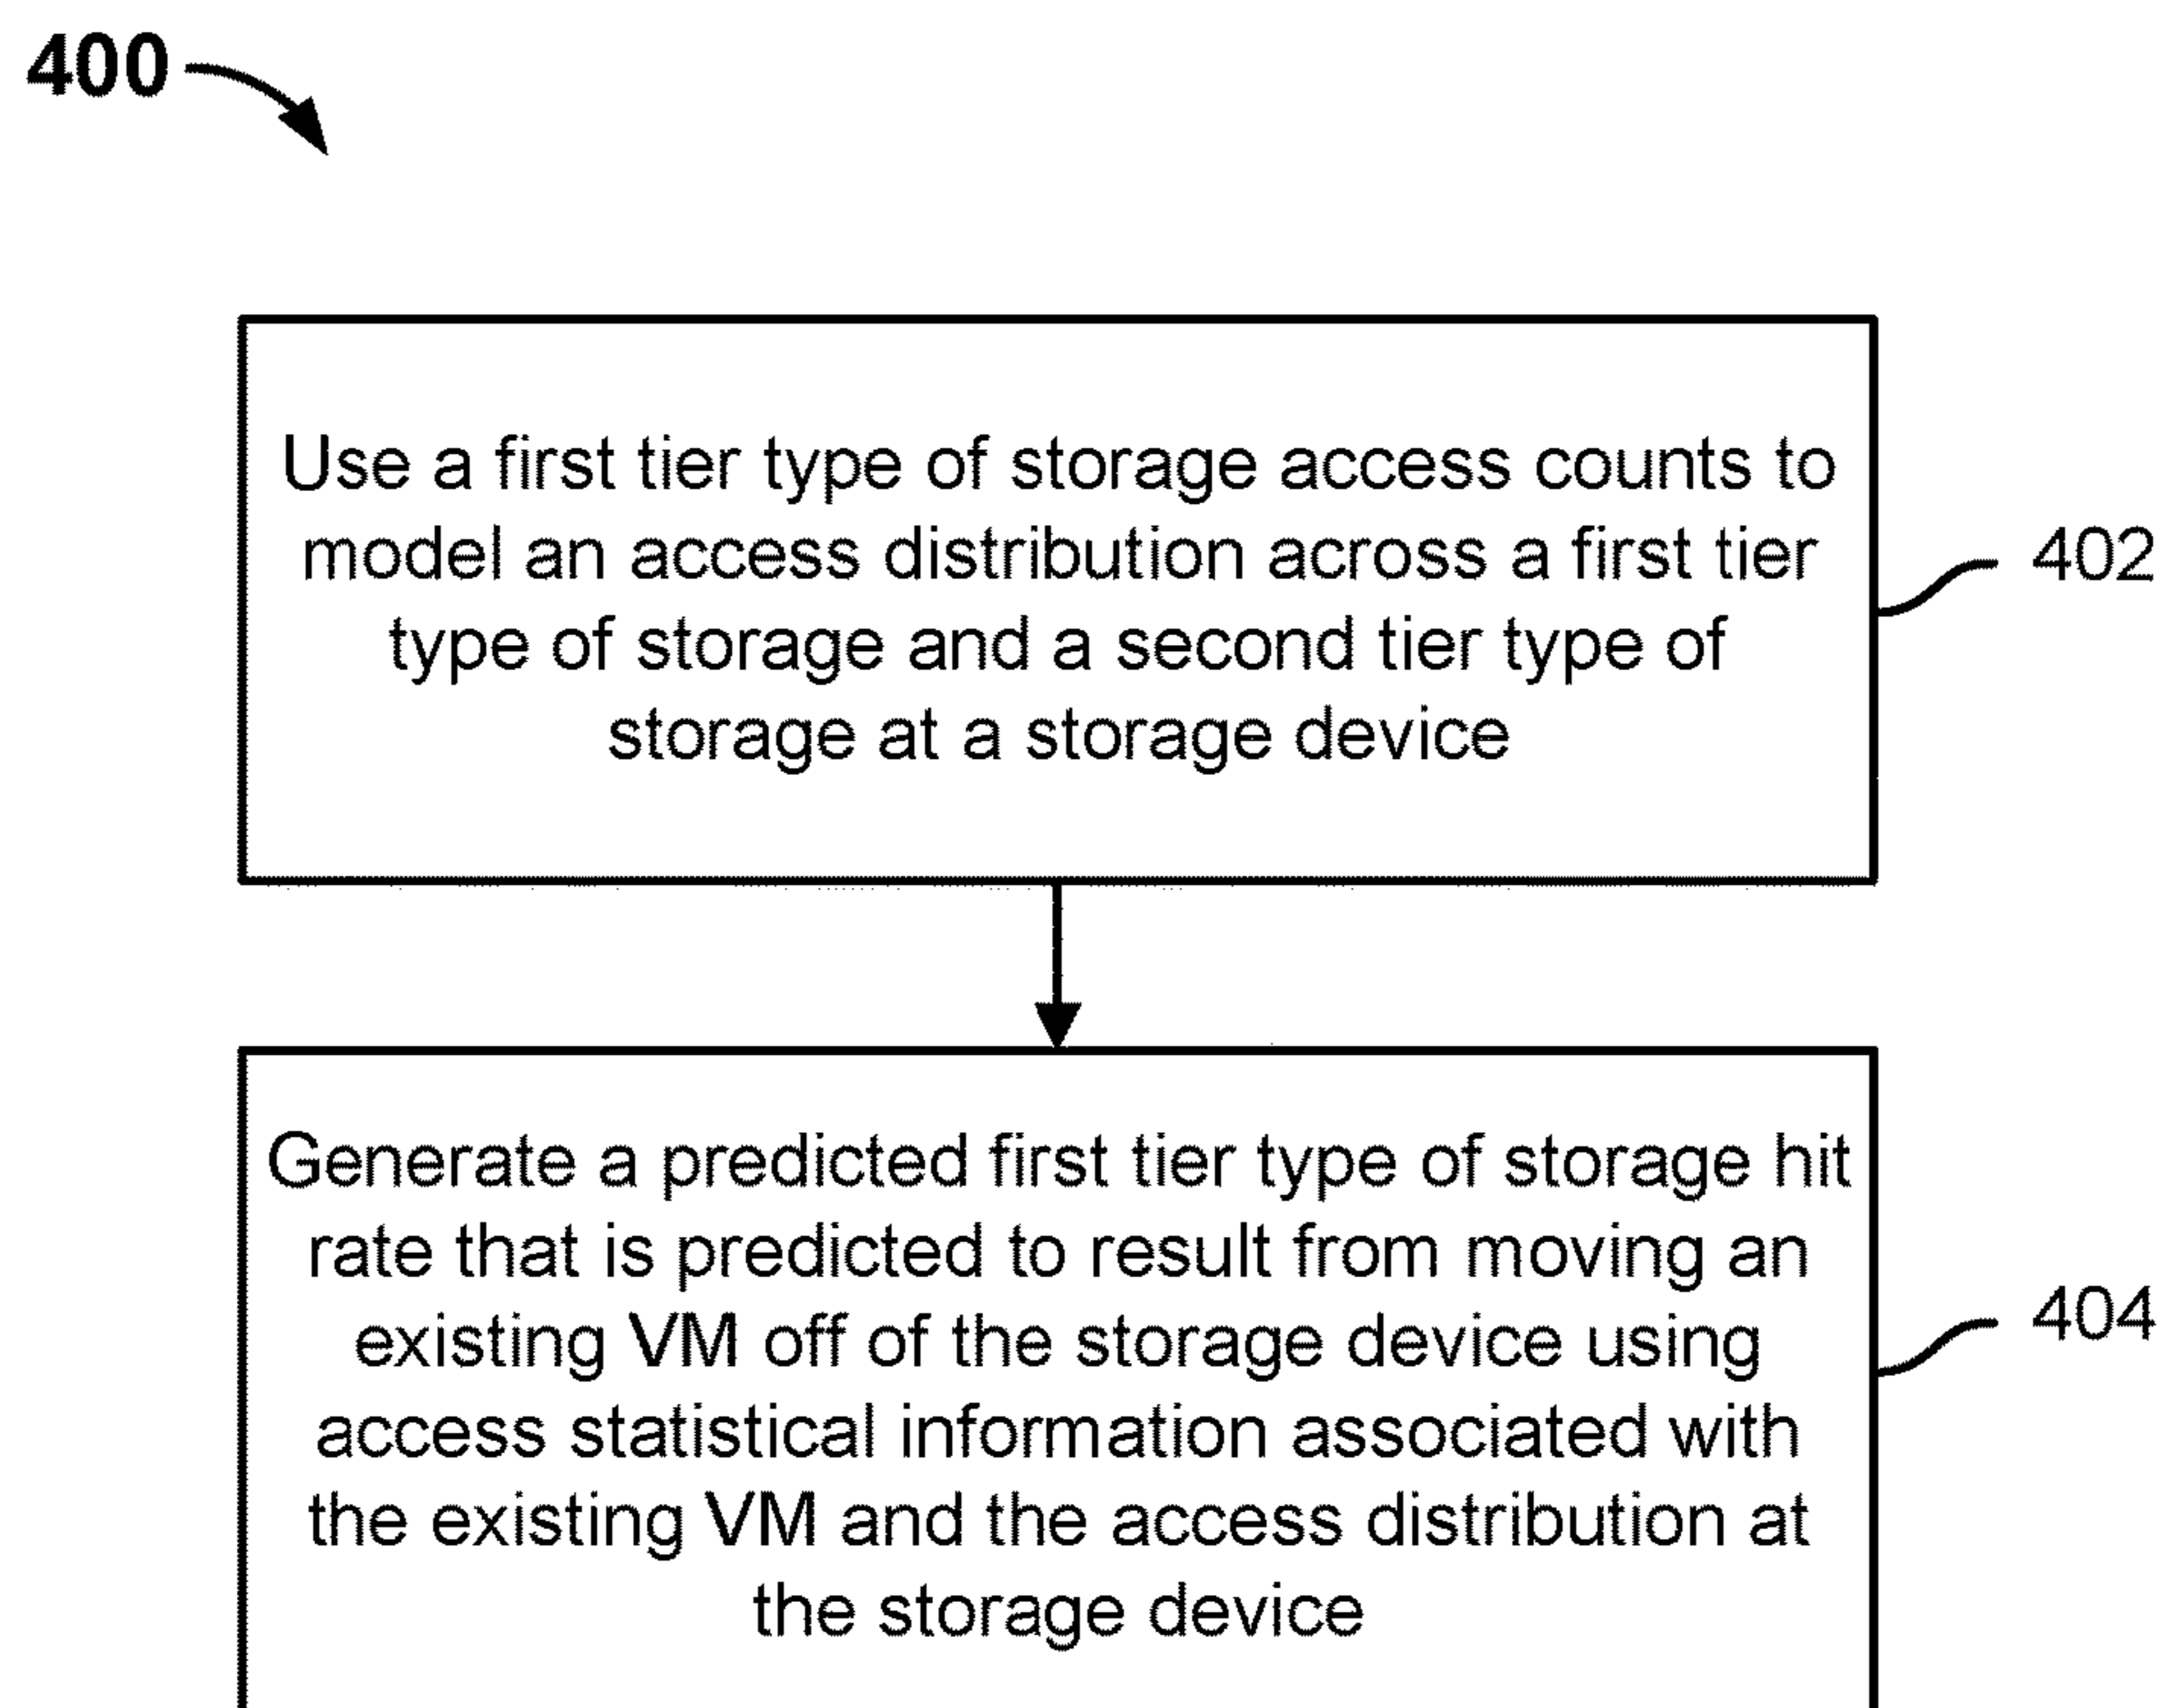 400
Use a first tier type of storage access counts to
model an access distribution across a first tier
type of storage and a second tier type of
storage at a storage device
402
Generate a predicted first tier type of storage hit
rate that is predicted to result from moving an
existing VM off of the storage device using
access statistical information associated with
the existing VM and the access distribution at
the storage device
404